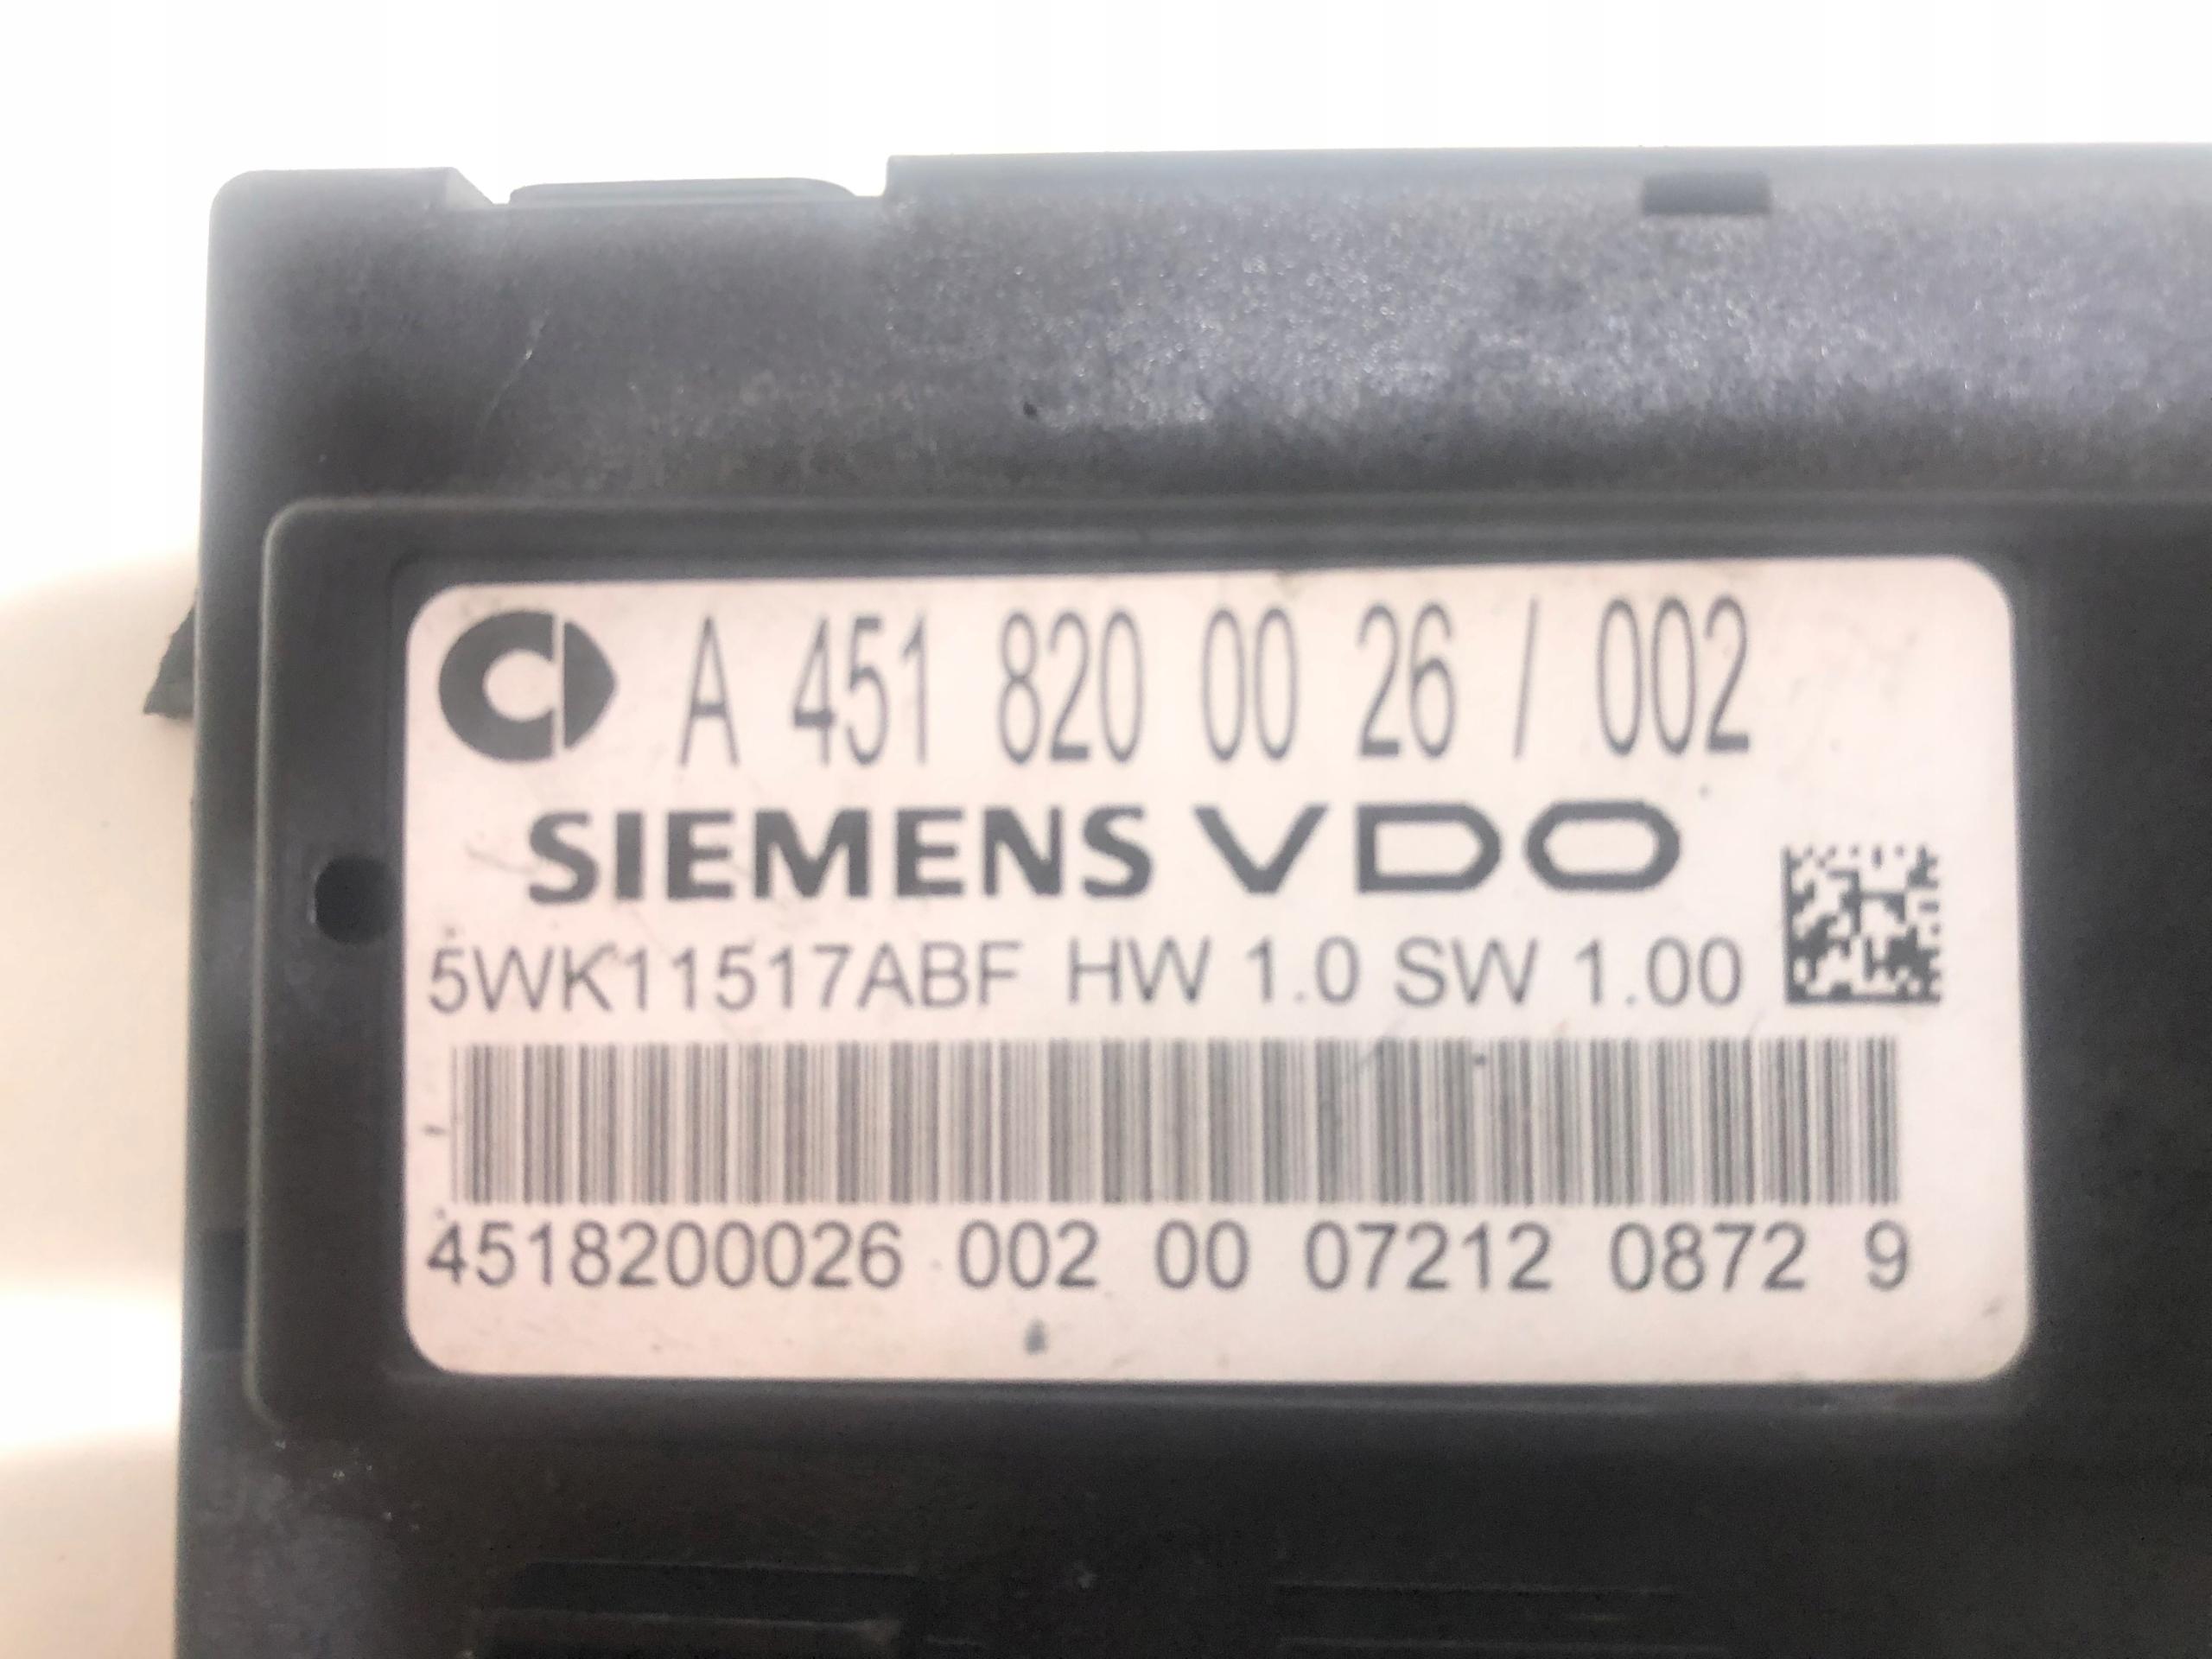 A 451 820 00 26 / 002
SIEMENS VDO
5WK11517ABF HW 1.0 SW 1.00
4518200026 002 00 07212 0872 9